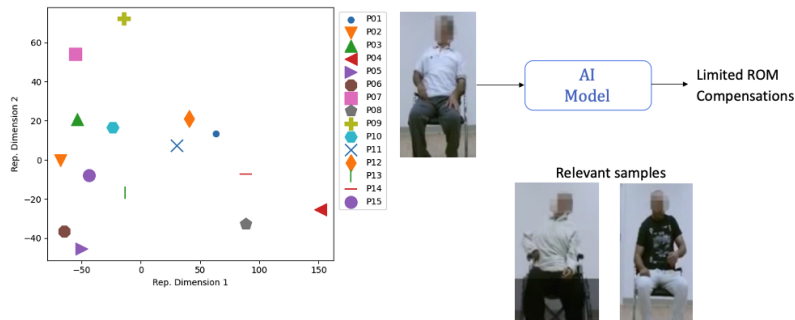 60
40
20
0
−20
−40
Rep. Dimension 2
−50
0
50
100
150
Rep. Dimension 1
P01
P02
P03
P04
P05
P06
P07
P08
P09
P10
P11
P12
P13
P14
P15
AI
Model
Limited ROM
Compensations
Relevant samples